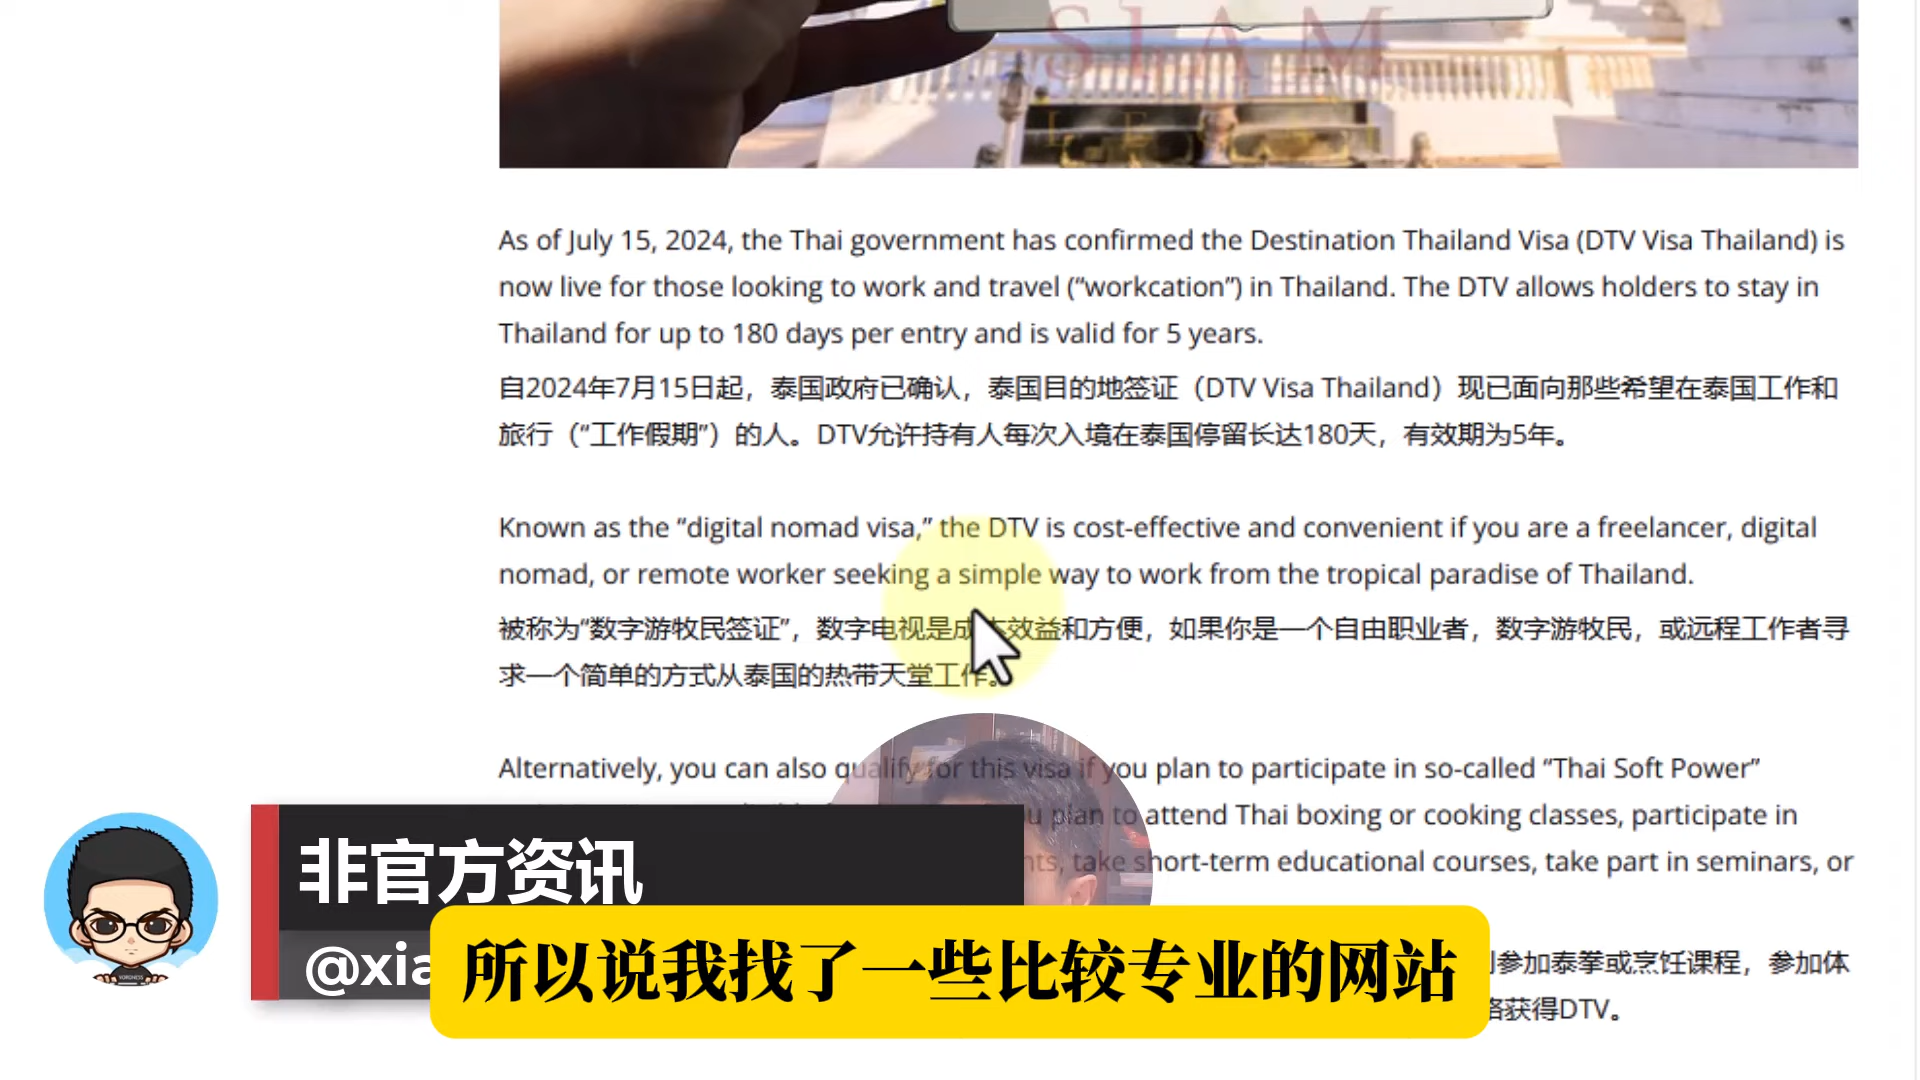 SIAM
LE
As of July 15, 2024, the Thai government has confirmed the Destination Thailand Visa (DTV Visa Thailand) is
now live for those looking to work and travel (“workcation”) in Thailand. The DTV allows holders to stay in
Thailand for up to 180 days per entry and is valid for 5 years.
自2024年7月15日起，泰国政府已确认，泰国目的地签证（DTV Visa Thailand）现已面向那些希望在泰国工作和
旅行（“工作假期”）的人。DTV允许持有人每次入境在泰国停留长达180天，有效期为5年。
Known as the “digital nomad visa,” the DTV is cost-effective and convenient if you are a freelancer, digital
nomad, or remote worker seeking a simple way to work from the tropical paradise of Thailand.
被称为“数字游牧民签证”，数字电视是成本效益和方便，如果你是一个自由职业者，数字游牧民，或远程工作者寻
求一个简单的方式从泰国的热带天堂工作。
Alternatively, you can also qualify for this visa if you plan to participate in so-called “Thai Soft Power”
plan to attend Thai boxing or cooking classes, participate in
take short-term educational courses, take part in seminars, or
参加泰拳或烹饪课程，参加体
获得DTV。
非官方资讯
@xia
所以说我找了一些比较专业的网站